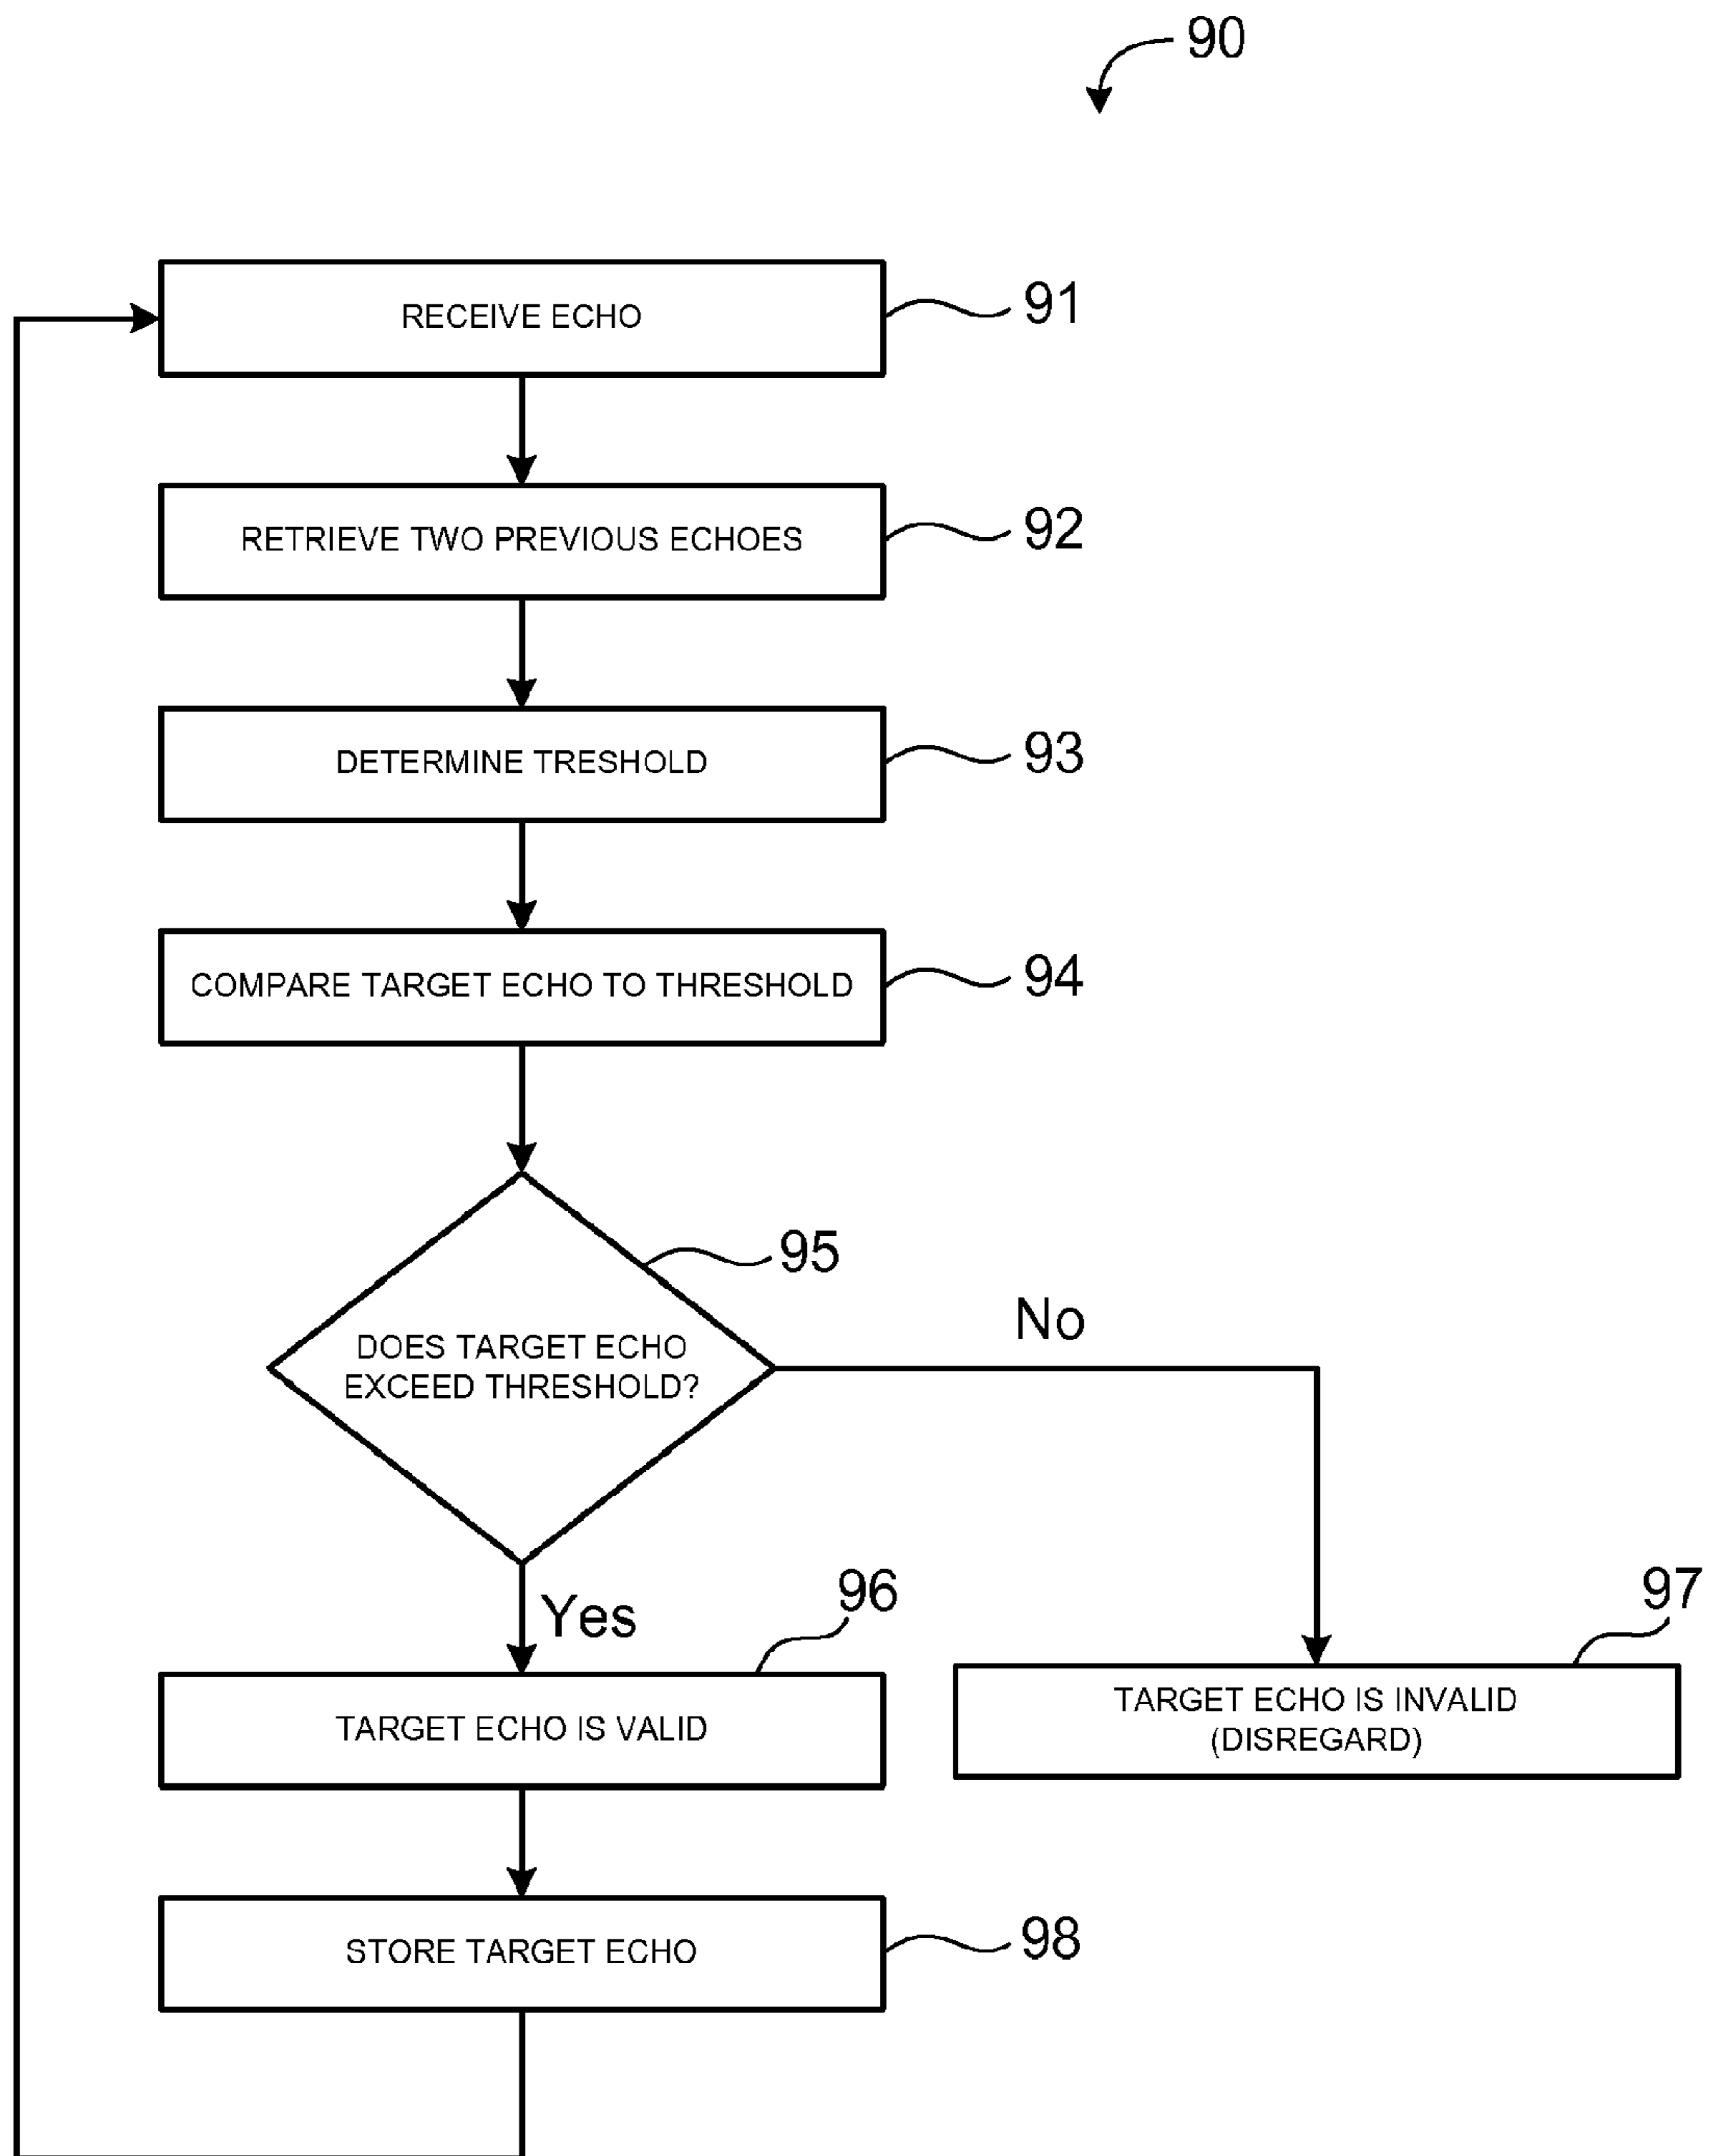 90
RECEIVE ECHO
91
RETRIEVE TWO PREVIOUS ECHOES
92
DETERMINE TRESHOLD
93
COMPARE TARGET ECHO TO THRESHOLD
94
95
DOES TARGET ECHO
EXCEED THRESHOLD?
No
Yes
96
97
TARGET ECHO IS VALID
TARGET ECHO IS INVALID
(DISREGARD)
STORE TARGET ECHO
98